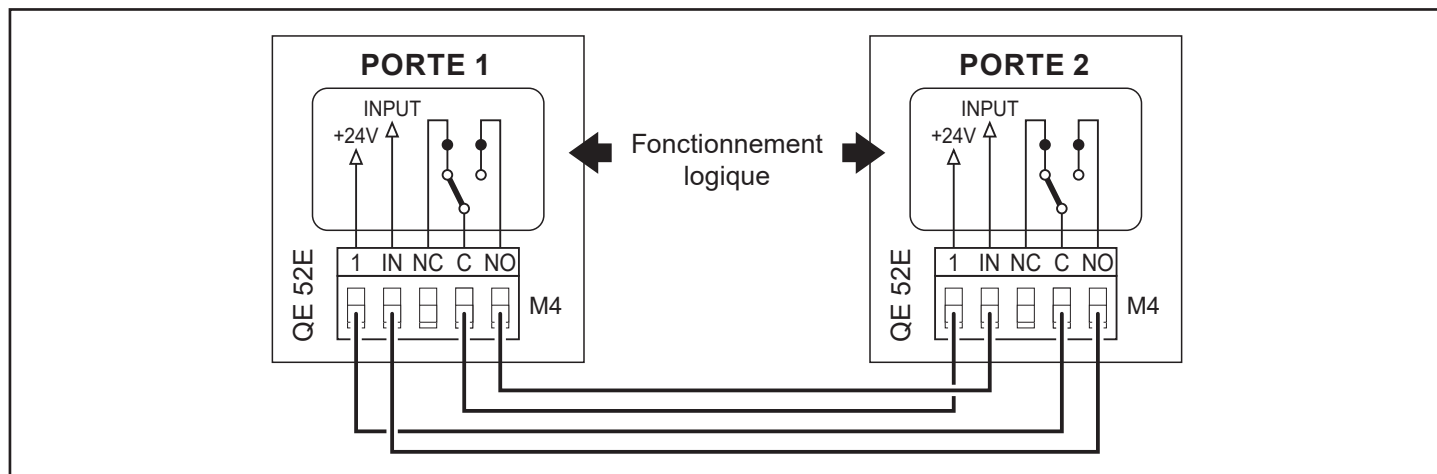 PORTE 1
INPUT
+24V
1 IN NC C NO
QE 52E
M4
Fonctionnement
logique
PORTE 2
INPUT
+24V
1 IN NC C NO
QE 52E
M4